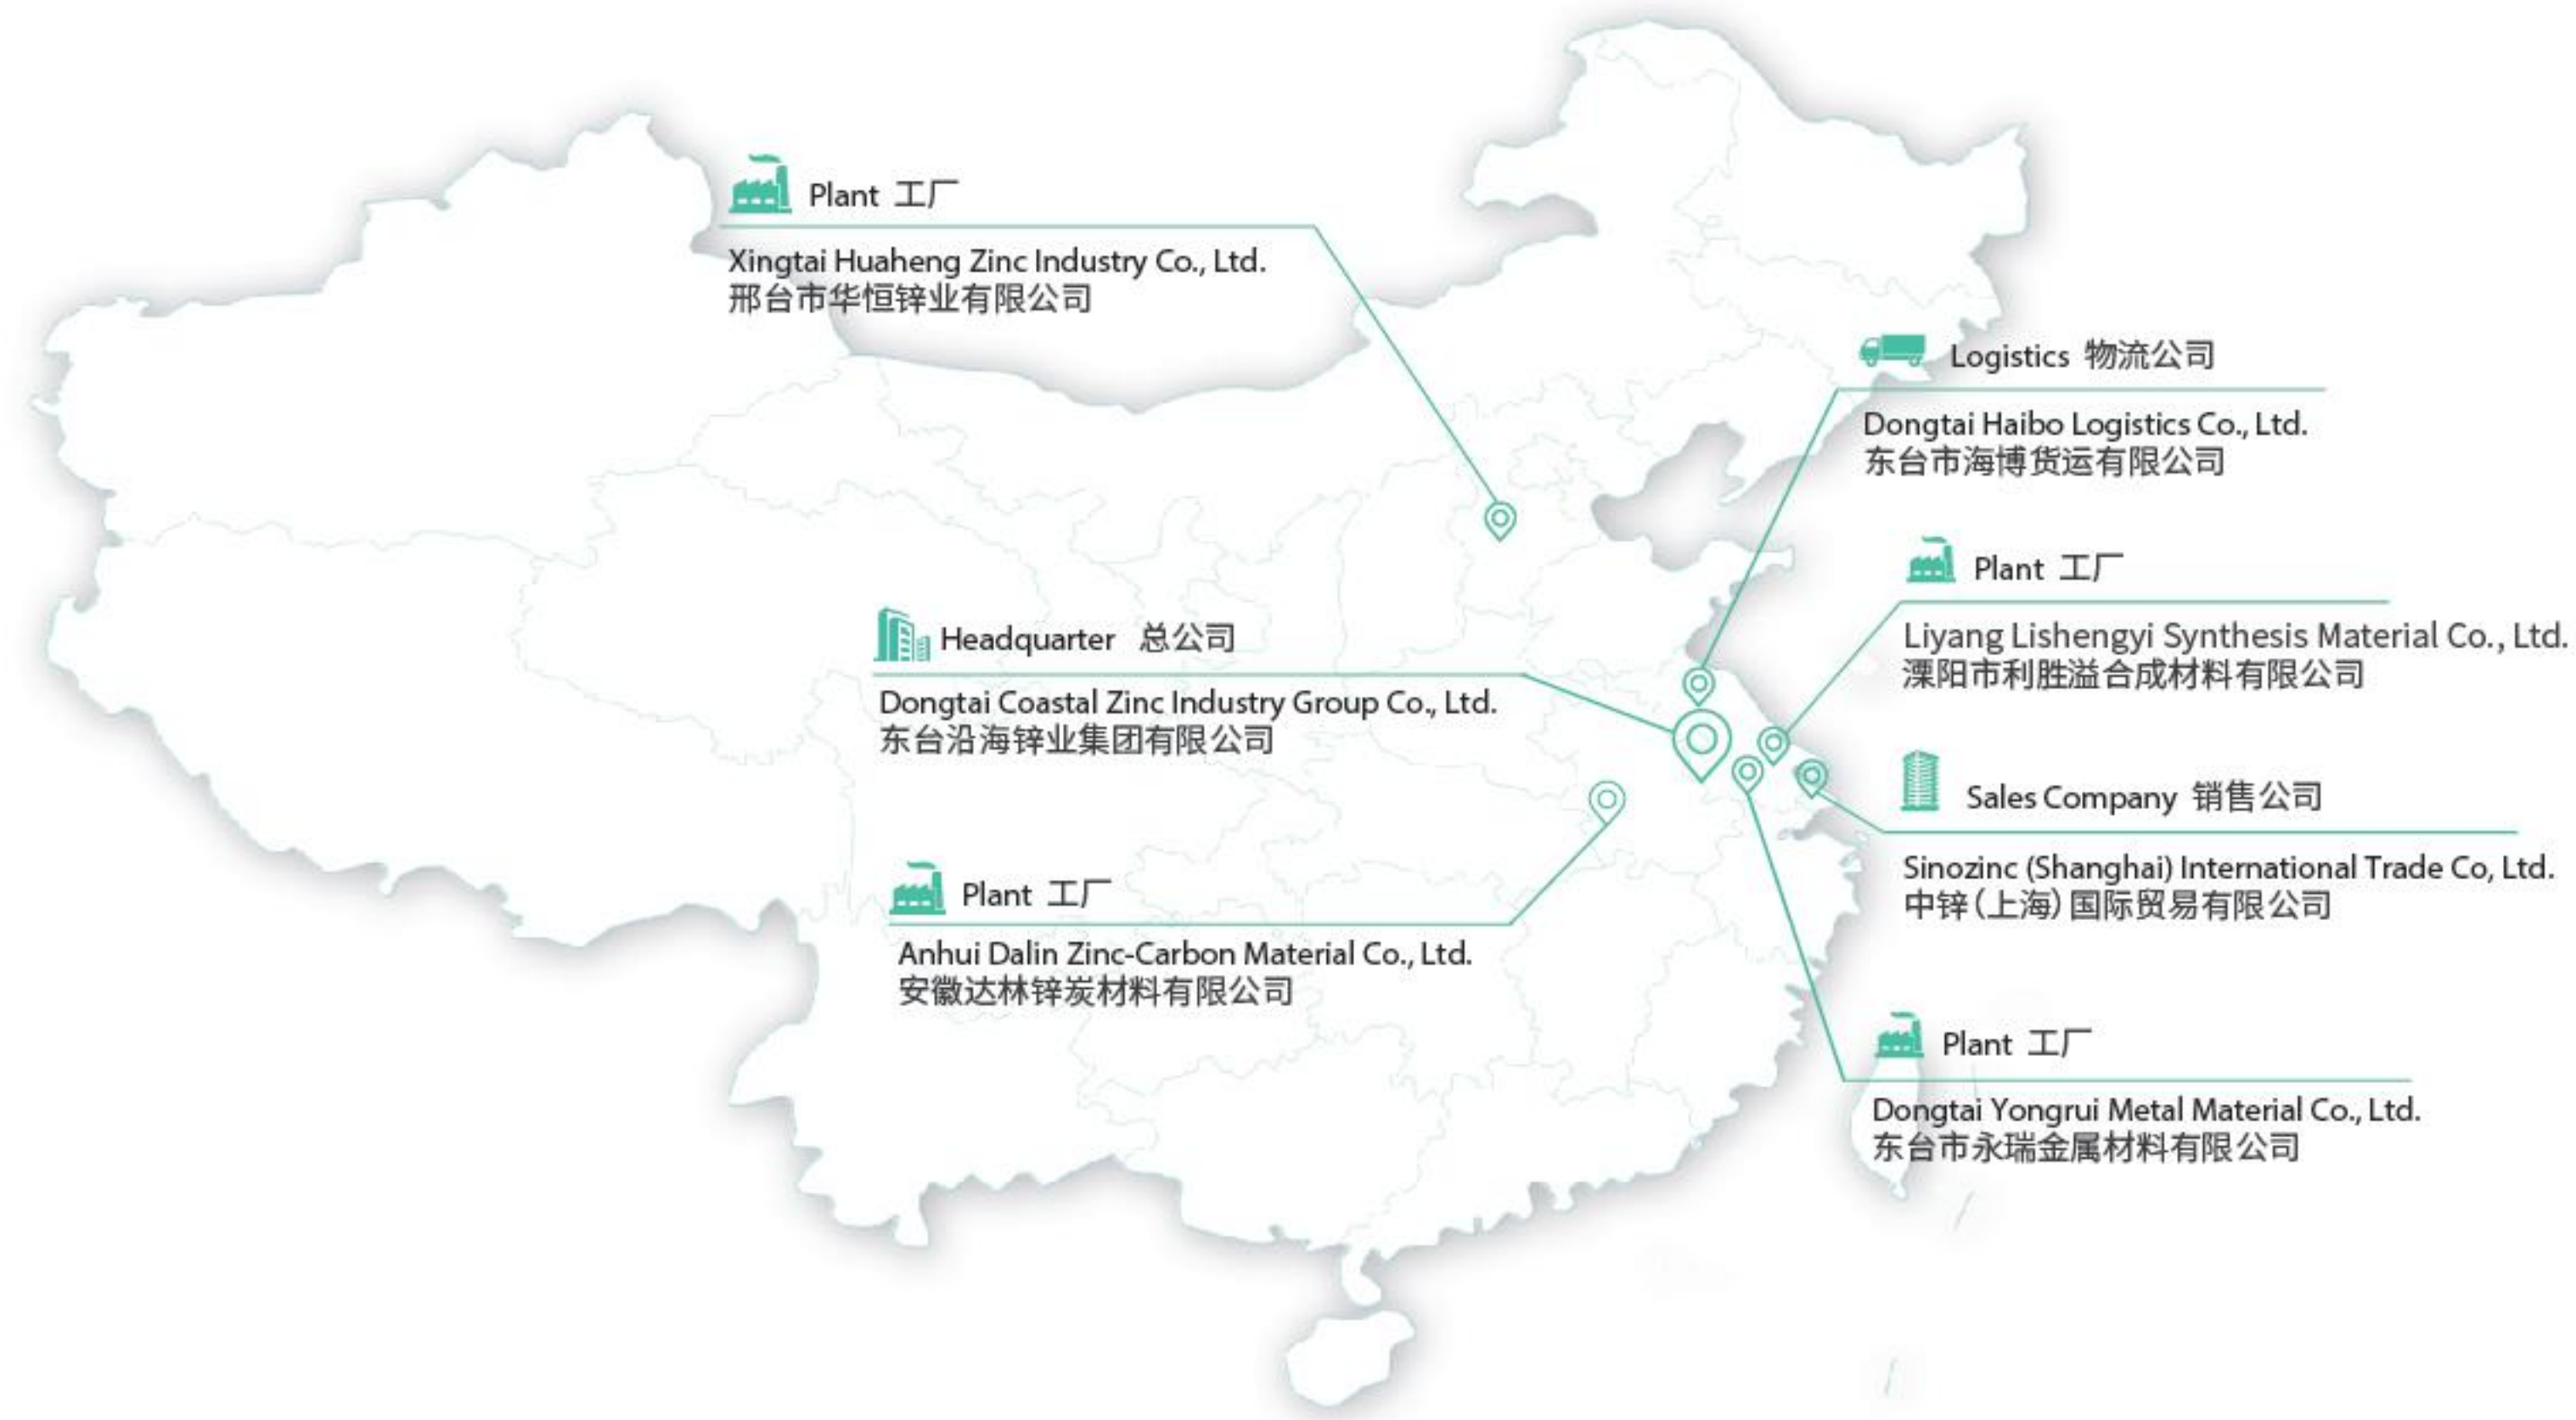 Plant 工厂
Xingtai Huaheng Zinc Industry Co., Ltd.
邢台市华恒锌业有限公司
Logistics 物流公司
Dongtai Haibo Logistics Co., Ltd.
东台市海博货运有限公司
Plant 工厂
Liyang Lishengyi Synthesis Material Co., Ltd.
溧阳市利胜溢合成材料有限公司
Headquarter 总公司
Dongtai Coastal Zinc Industry Group Co., Ltd.
东台沿海锌业集团有限公司
Sales Company 销售公司
Sinozinc (Shanghai) International Trade Co, Ltd.
中锌(上海)国际贸易有限公司
Plant 工厂
Anhui Dalin Zinc-Carbon Material Co., Ltd.
安徽达林锌炭材料有限公司
Plant 工厂
Dongtai Yongrui Metal Material Co., Ltd.
东台市永瑞金属材料有限公司